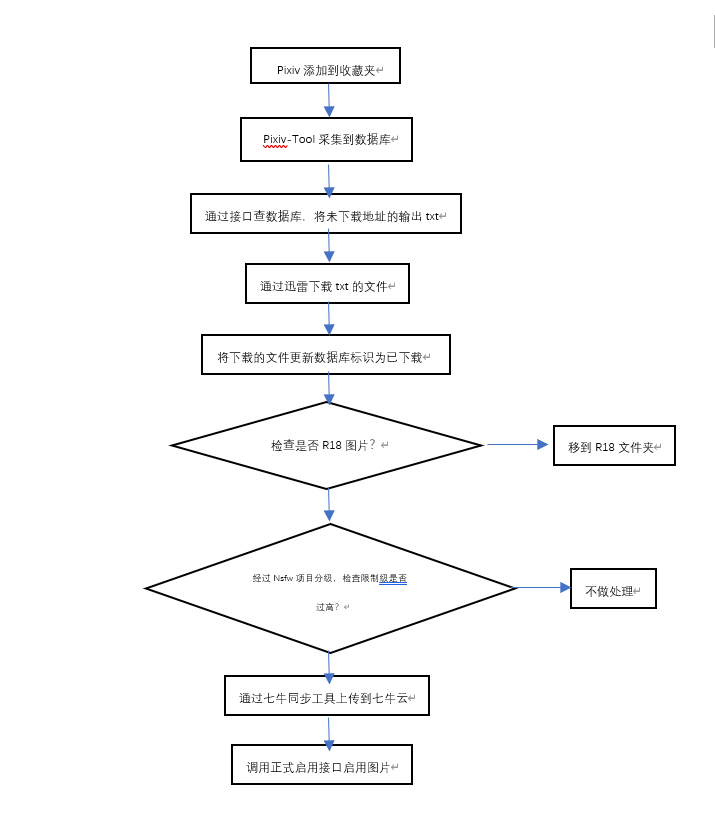 Pixiv 添加到收藏夹
Pixiv-Tool 采集到数据库
通过接口查数据库，将未下载地址的输出 txt
通过迅雷下载 txt 的文件
将下载的文件更新数据库标识为已下载
检查是否 R18 图片？
移到 R18 文件夹
经过 Nsfw 项目分级，检查限制级是否
过高？
不做处理
通过七牛同步工具上传到七牛云
调用正式启用接口启用图片